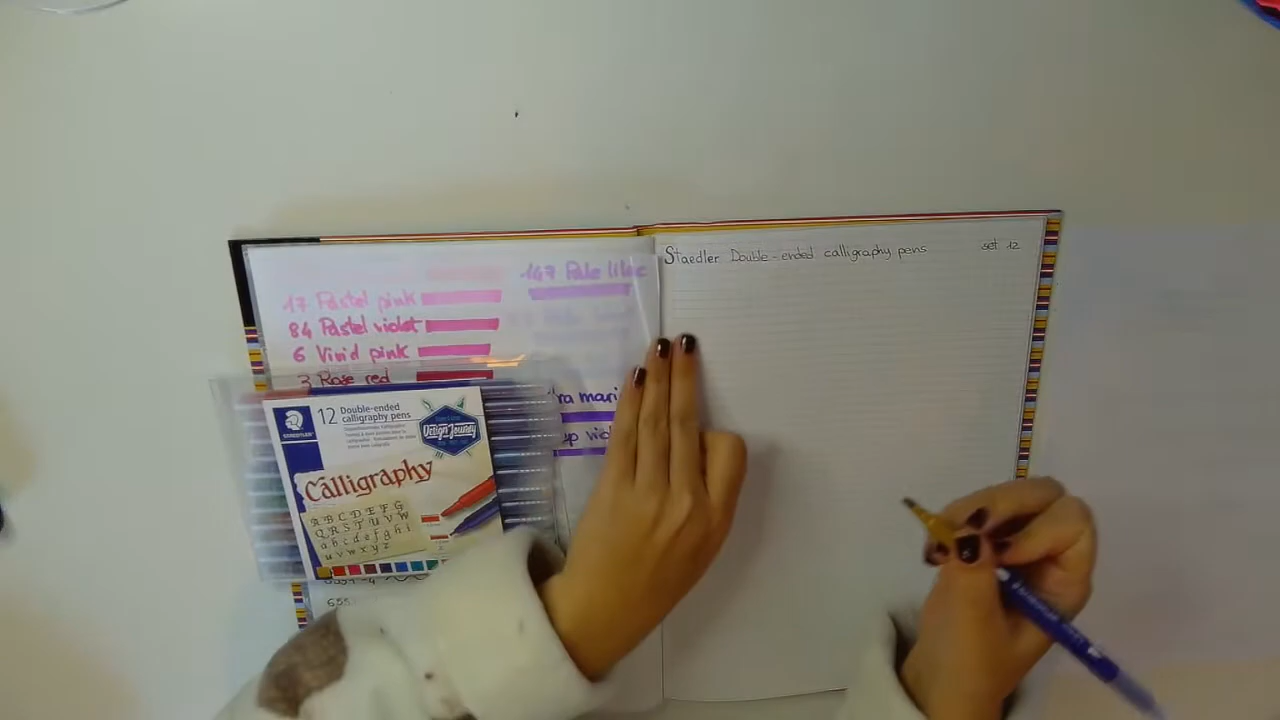 Staedler Double-ended calligraphy pens set 12
147 Pale lilac
17 Pastel pink
84 Pastel violet
6 Vivid pink
3 Rose red
STAEDTLER
12 Double-ended
calligraphy pens
Design Journey
Calligraphy
A B C D E F G
Q R S T U V W
a b c d e f g h i
u v w x y z